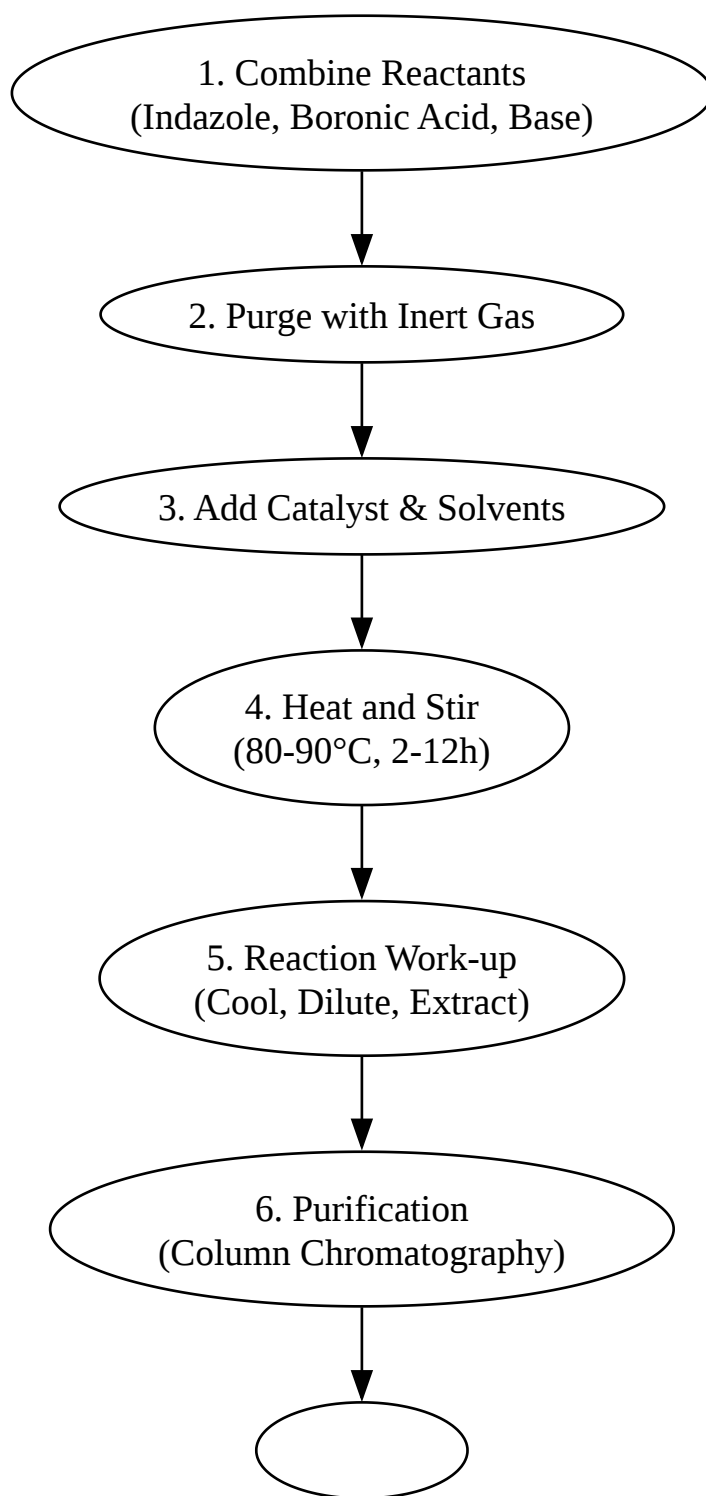 1. Combine Reactants
(Indazole, Boronic Acid, Base)
2. Purge with Inert Gas
3. Add Catalyst & Solvents
4. Heat and Stir
(80-90°C, 2-12h)
5. Reaction Work-up
(Cool, Dilute, Extract)
6. Purification
(Column Chromatography)